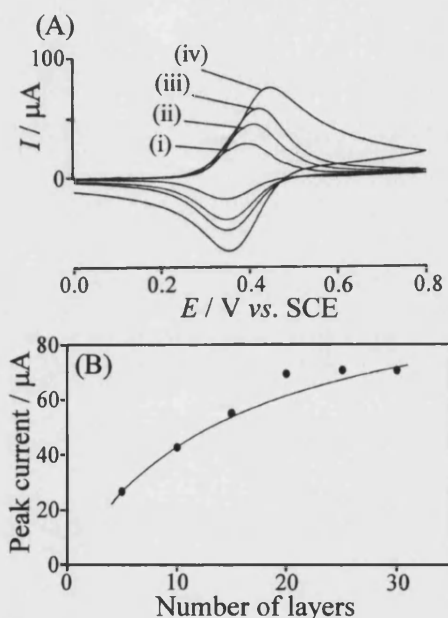 (A)
100
(iv)
(iii)
(ii)
(i)
I / µA
0
0.0 0.2 0.4 0.6 0.8
E / V vs. SCE
80
(B)
60
40
20
0
Peak current / µA
0 10 20 30
Number of layers